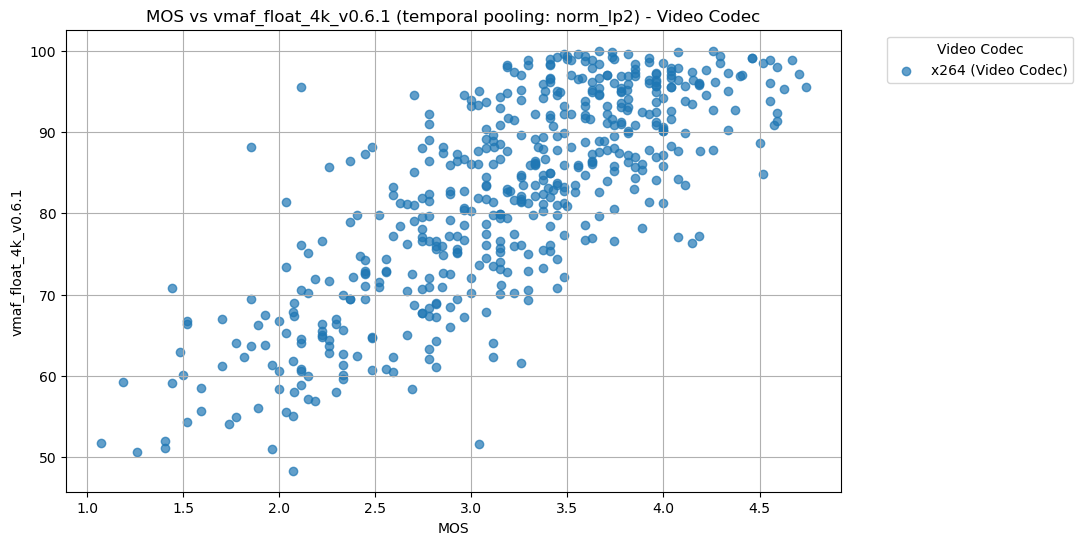 MOS vs vmaf_float_4k_v0.6.1 (temporal pooling: norm_lp2) - Video Codec
Video Codec
x264 (Video Codec)
vmaf_float_4k_v0.6.1
100
90
80
70
60
50
1.0 1.5 2.0 2.5 3.0 3.5 4.0 4.5
MOS